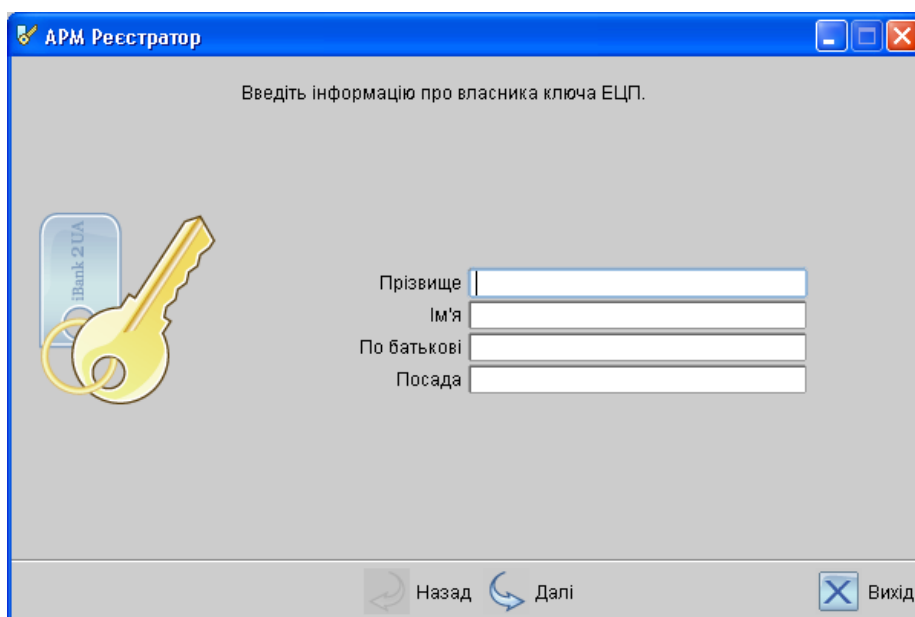 АРМ Реєстратор
Введіть інформацію про власника ключа ЕЦП.
iBank 2 UA
Прізвище
Ім'я
По батькові
Посада
Назад Далі Вихід